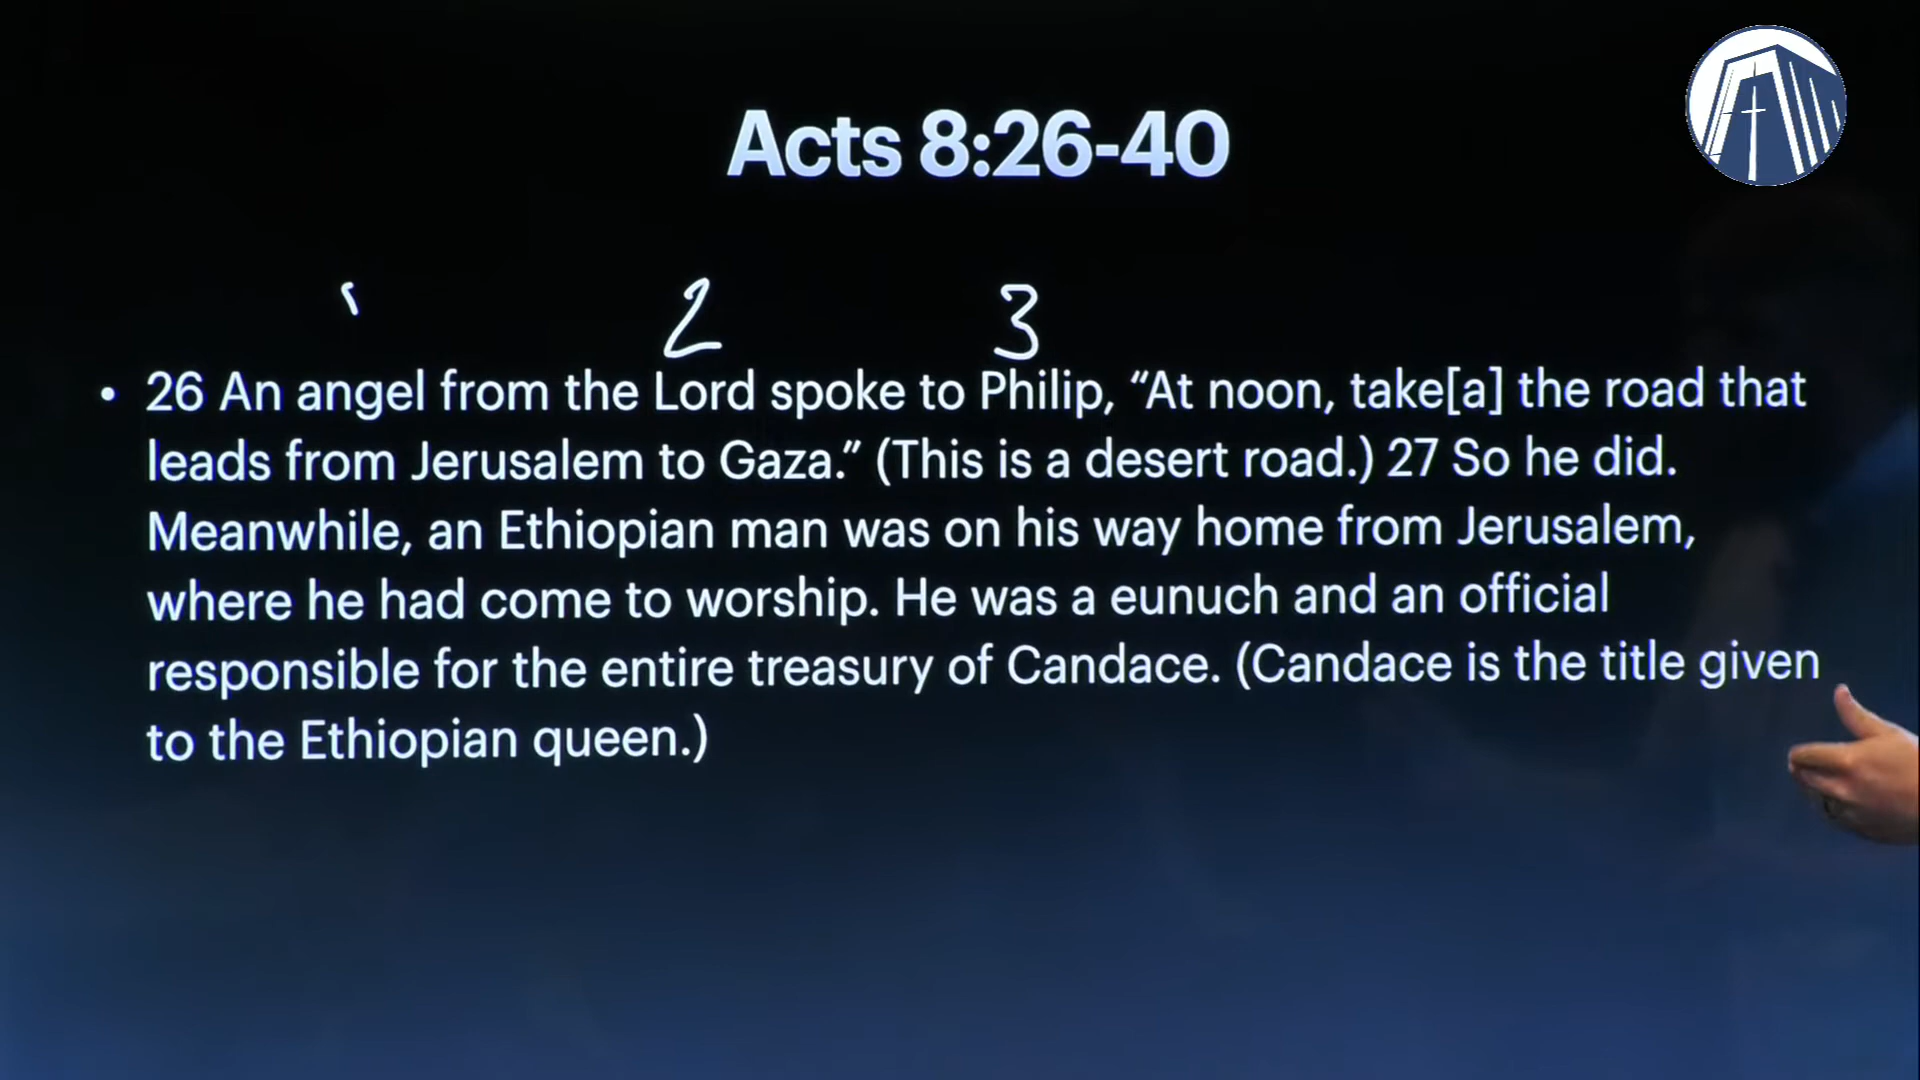 Acts 8:26-40
2 3
• 26 An angel from the Lord spoke to Philip, “At noon, take[a] the road that
leads from Jerusalem to Gaza.” (This is a desert road.) 27 So he did.
Meanwhile, an Ethiopian man was on his way home from Jerusalem,
where he had come to worship. He was a eunuch and an official
responsible for the entire treasury of Candace. (Candace is the title given
to the Ethiopian queen.)